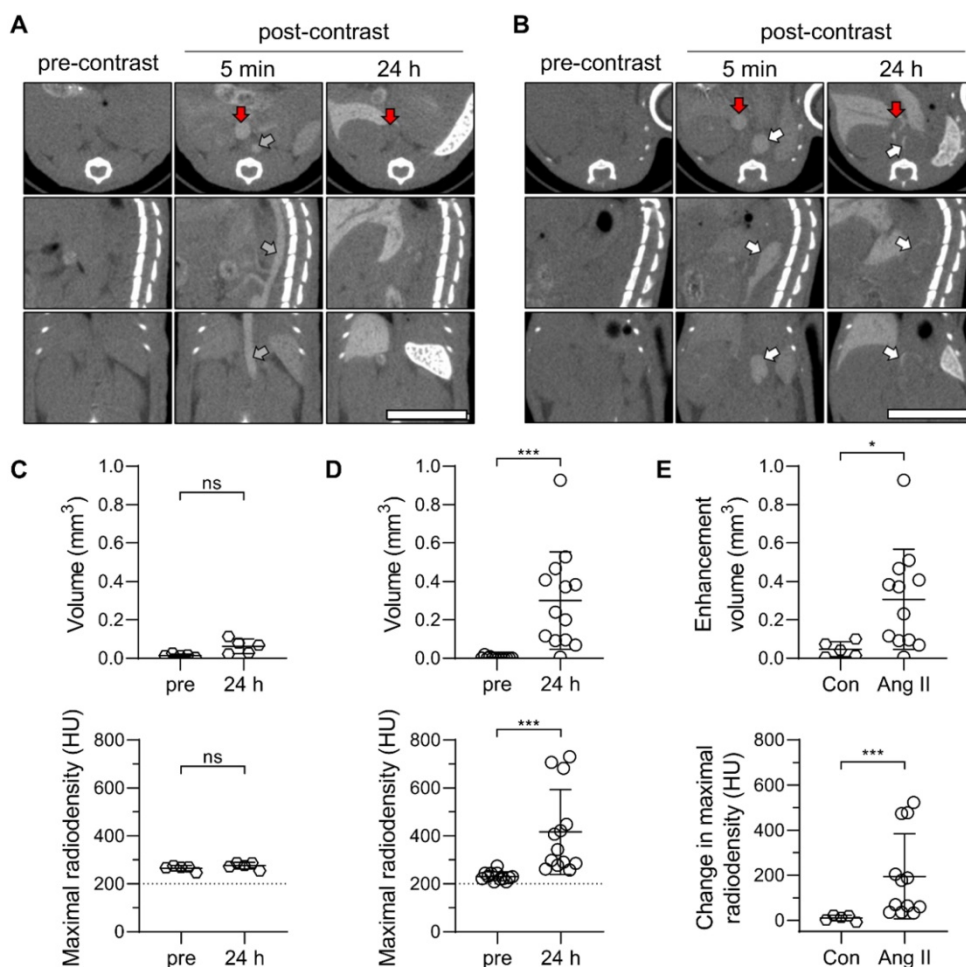 A
post-contrast
pre-contrast
5 min
24 h
B
post-contrast
pre-contrast
5 min
24 h
C
Volume (mm³)
1.0
0.8
0.6
0.4
0.2
0.0
ns
pre
24 h
D
Volume (mm³)
1.0
0.8
0.6
0.4
0.2
0.0
***
pre
24 h
E
Enhancement
volume (mm³)
1.0
0.8
0.6
0.4
0.2
0.0
*
Con
Ang II
Maximal radiodensity (HU)
800
600
400
200
0
ns
pre
24 h
Maximal radiodensity (HU)
800
600
400
200
0
***
pre
24 h
Change in maximal
radiodensity (HU)
800
600
400
200
0
***
Con
Ang II